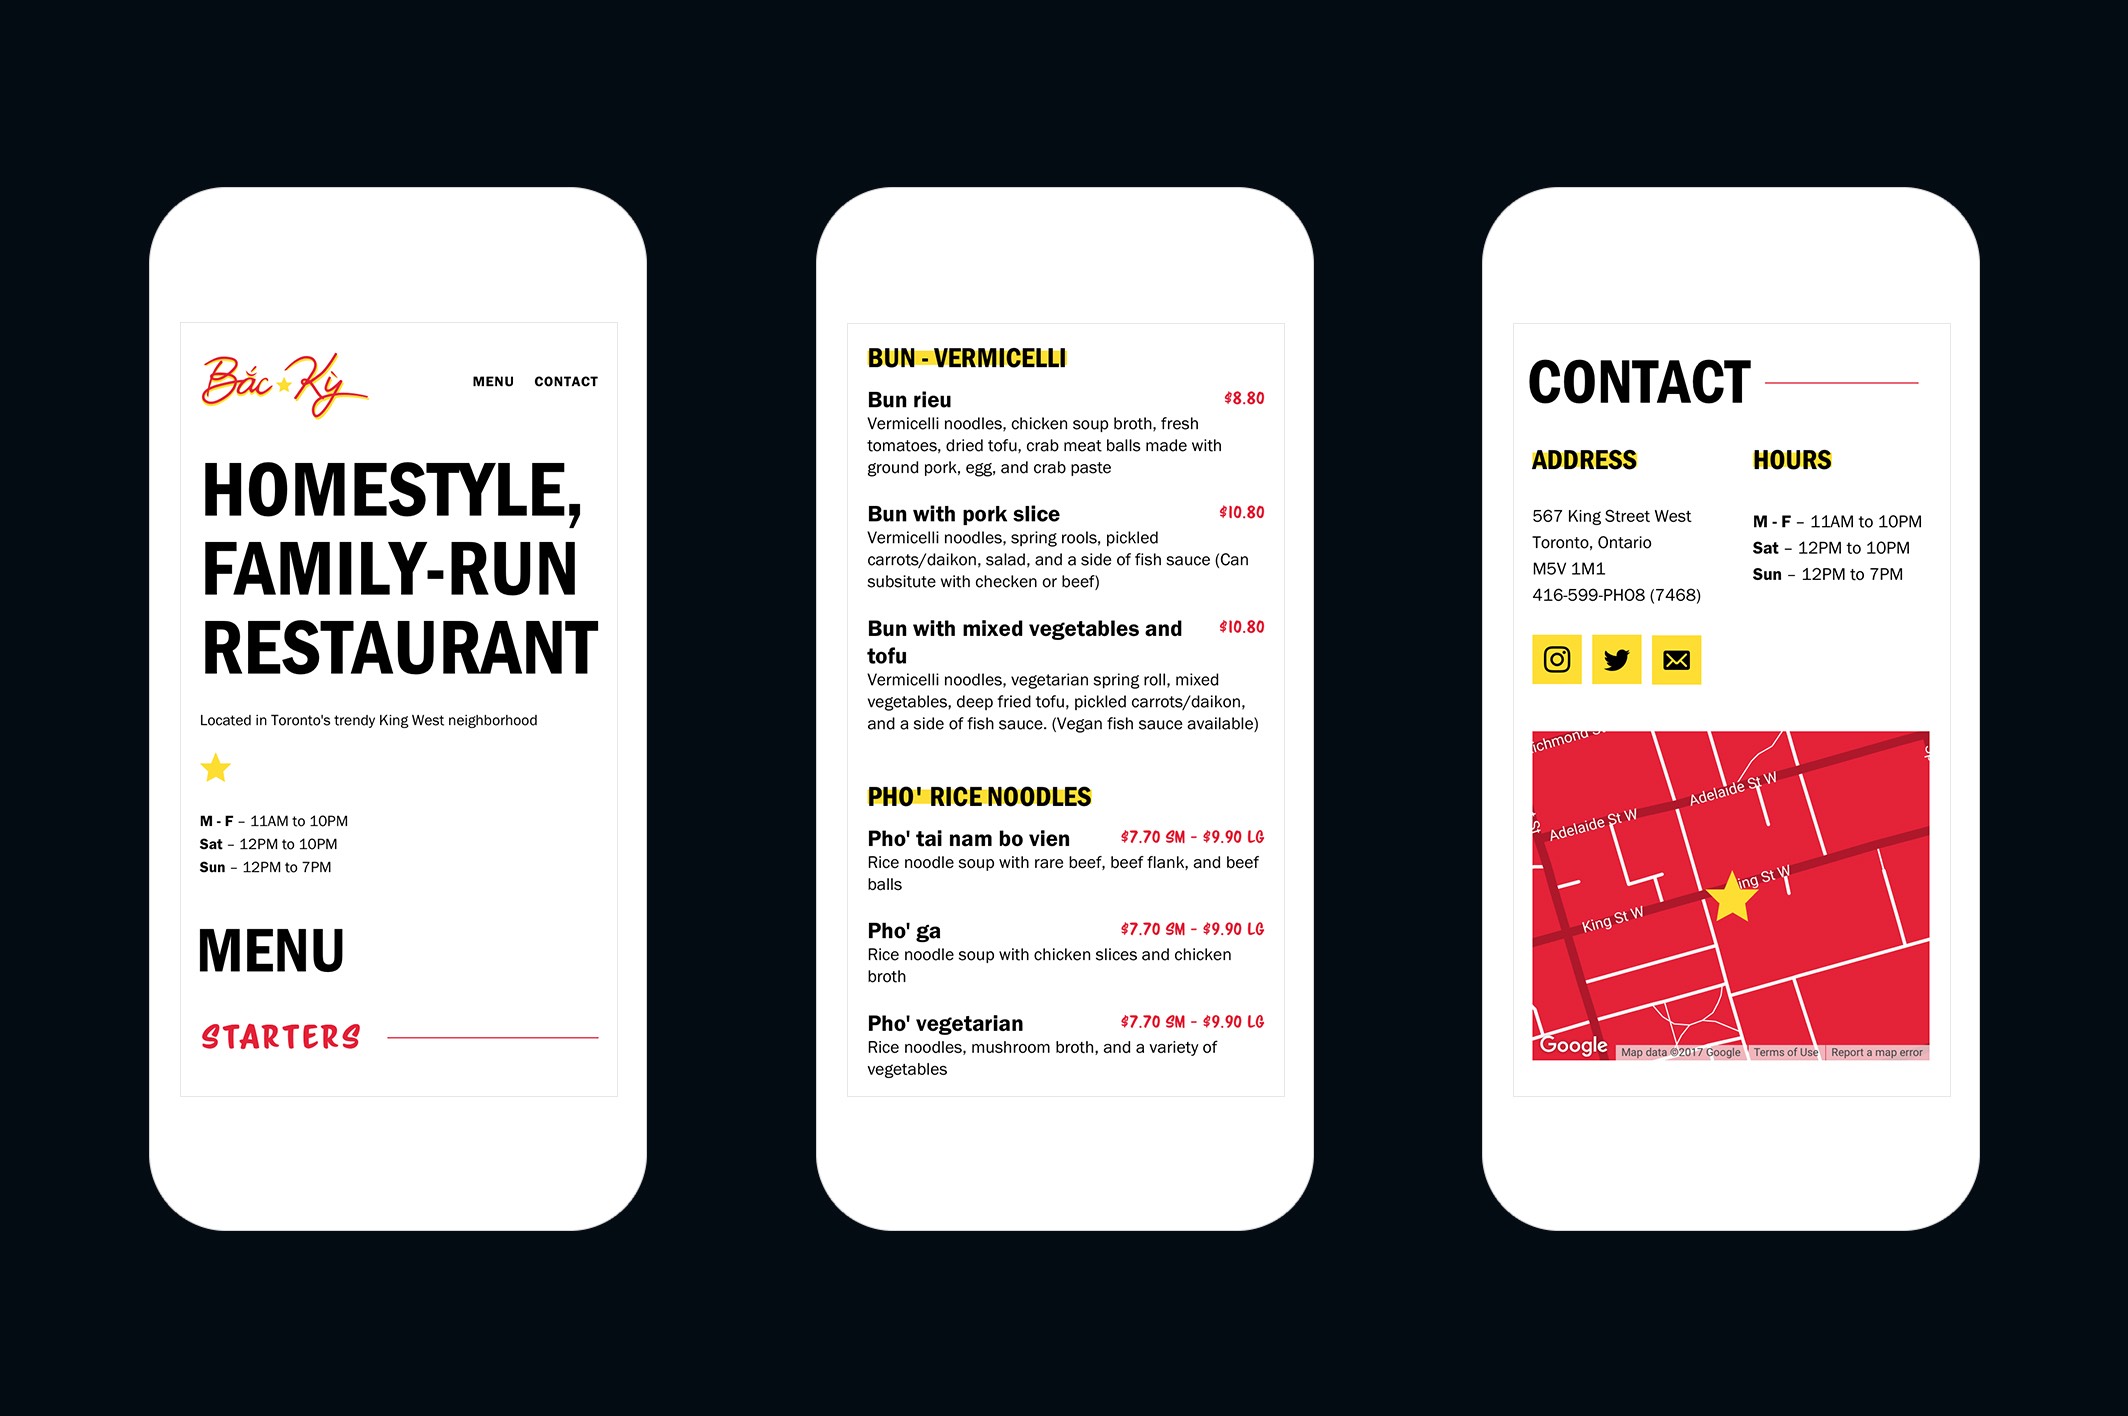 Bắc Kỳ
MENU CONTACT
HOMESTYLE,
FAMILY-RUN
RESTAURANT
Located in Toronto's trendy King West neighborhood
M - F – 11AM to 10PM
Sat – 12PM to 10PM
Sun – 12PM to 7PM
MENU
STARTERS
BUN - VERMICELLI
Bun rieu $8.80
Vermicelli noodles, chicken soup broth, fresh
tomatoes, dried tofu, crab meat balls made with
ground pork, egg, and crab paste
Bun with pork slice $10.80
Vermicelli noodles, spring rools, pickled
carrots/daikon, salad, and a side of fish sauce (Can
subsitute with checken or beef)
Bun with mixed vegetables and $10.80
tofu
Vermicelli noodles, vegetarian spring roll, mixed
vegetables, deep fried tofu, pickled carrots/daikon,
and a side of fish sauce. (Vegan fish sauce available)
PHO' RICE NOODLES
Pho' tai nam bo vien $7.70 SM - $9.90 LG
Rice noodle soup with rare beef, beef flank, and beef
balls
Pho' ga $7.70 SM - $9.90 LG
Rice noodle soup with chicken slices and chicken
broth
Pho' vegetarian $7.70 SM - $9.90 LG
Rice noodles, mushroom broth, and a variety of
vegetables
CONTACT
ADDRESS
567 King Street West
Toronto, Ontario
M5V 1M1
416-599-PHO8 (7468)
HOURS
M - F – 11AM to 10PM
Sat – 12PM to 10PM
Sun – 12PM to 7PM
ichmond S
Adelaide St W
Adelaide St W
ing St W
King St W
Google
Map data ©2017 Google Terms of Use Report a map error